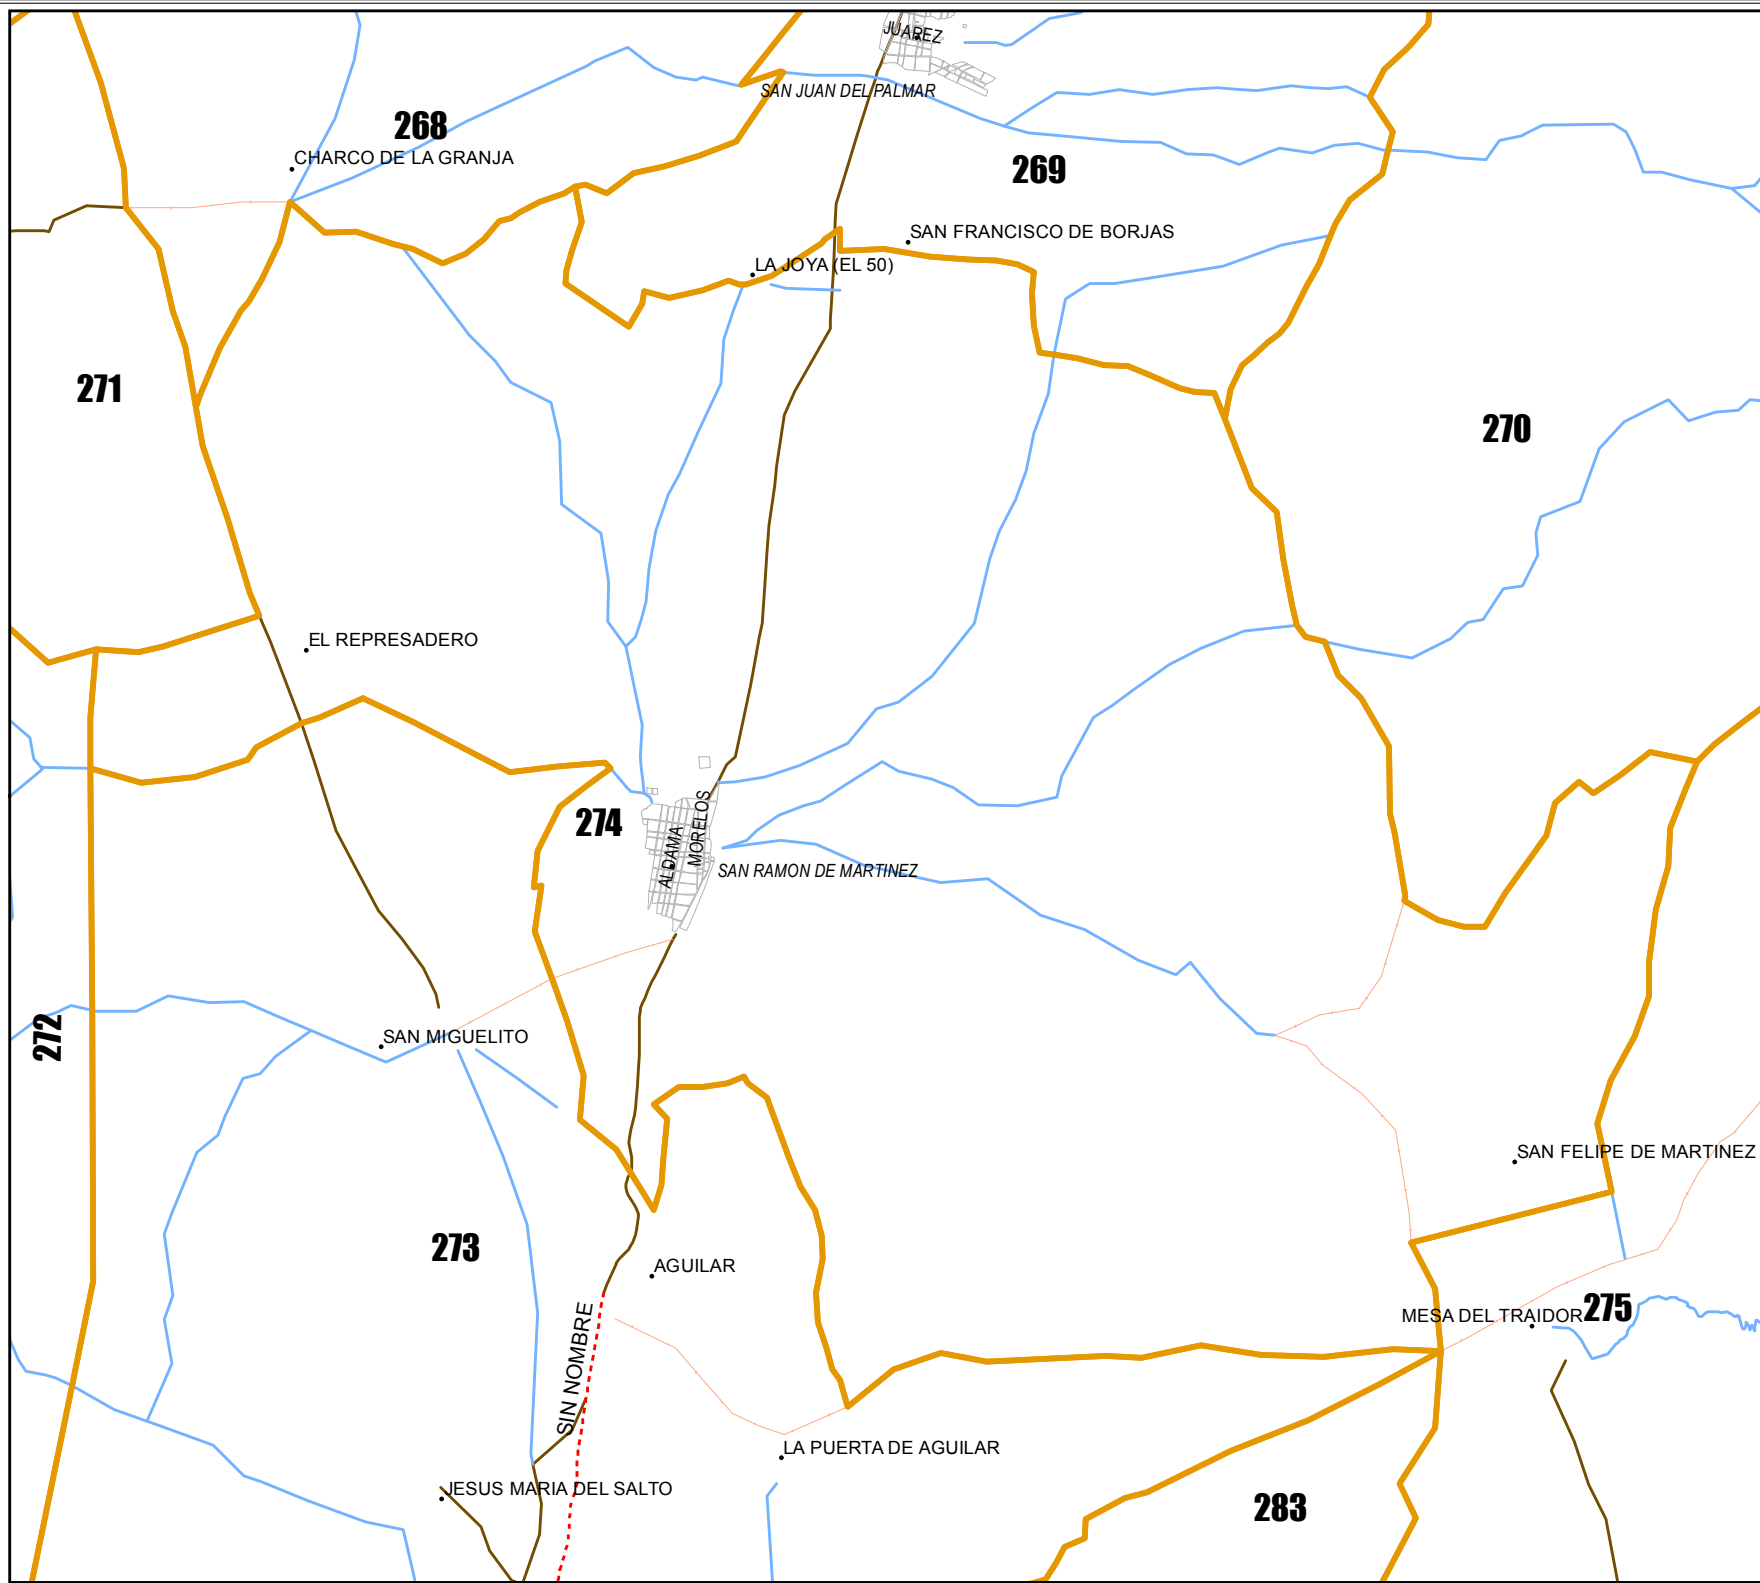 JUAREZ
SAN JUAN DEL PALMAR
268
CHARCO DE LA GRANJA
269
SAN FRANCISCO DE BORJAS
LA JOYA (EL 50)
271
270
EL REPRESADERO
274
ALDAMA
MORELOS
SAN RAMON DE MARTINEZ
272
SAN MIGUELITO
SAN FELIPE DE MARTINEZ
273
AGUILAR
MESA DEL TRAIDOR
275
SIN NOMBRE
LA PUERTA DE AGUILAR
JESUS MARIA DEL SALTO
283